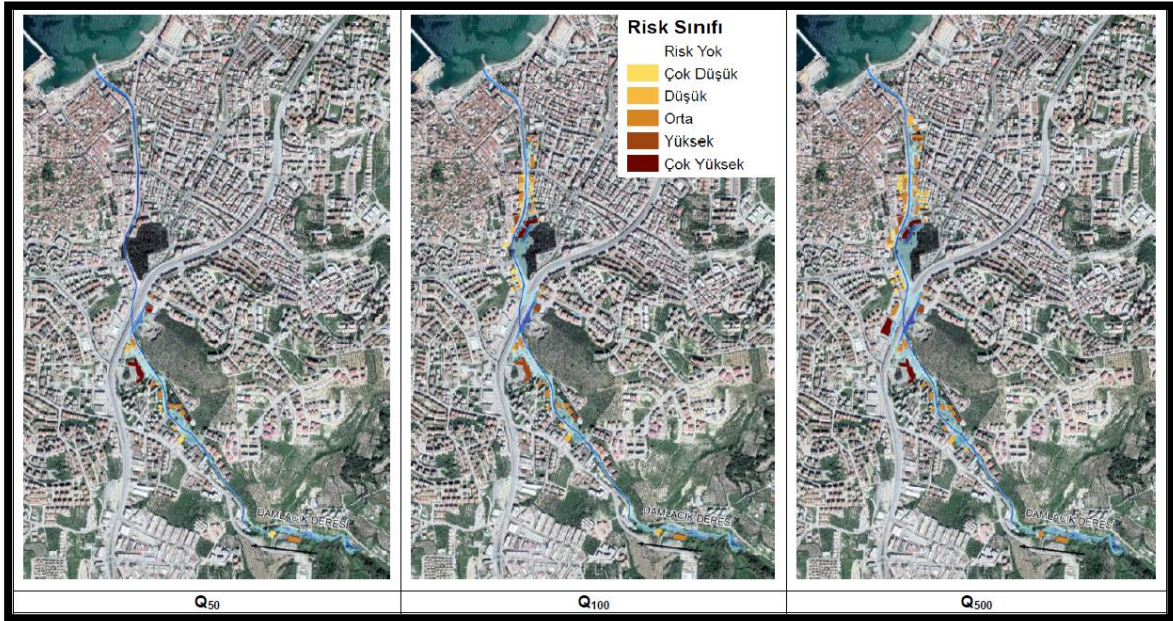 Risk Sınıfı
Risk Yok
Çok Düşük
Düşük
Orta
Yüksek
Çok Yüksek
DAMLACIK DERESİ
DAMLACIK DERESİ
DAMLACIK DERESİ
Q50
Q100
Q500